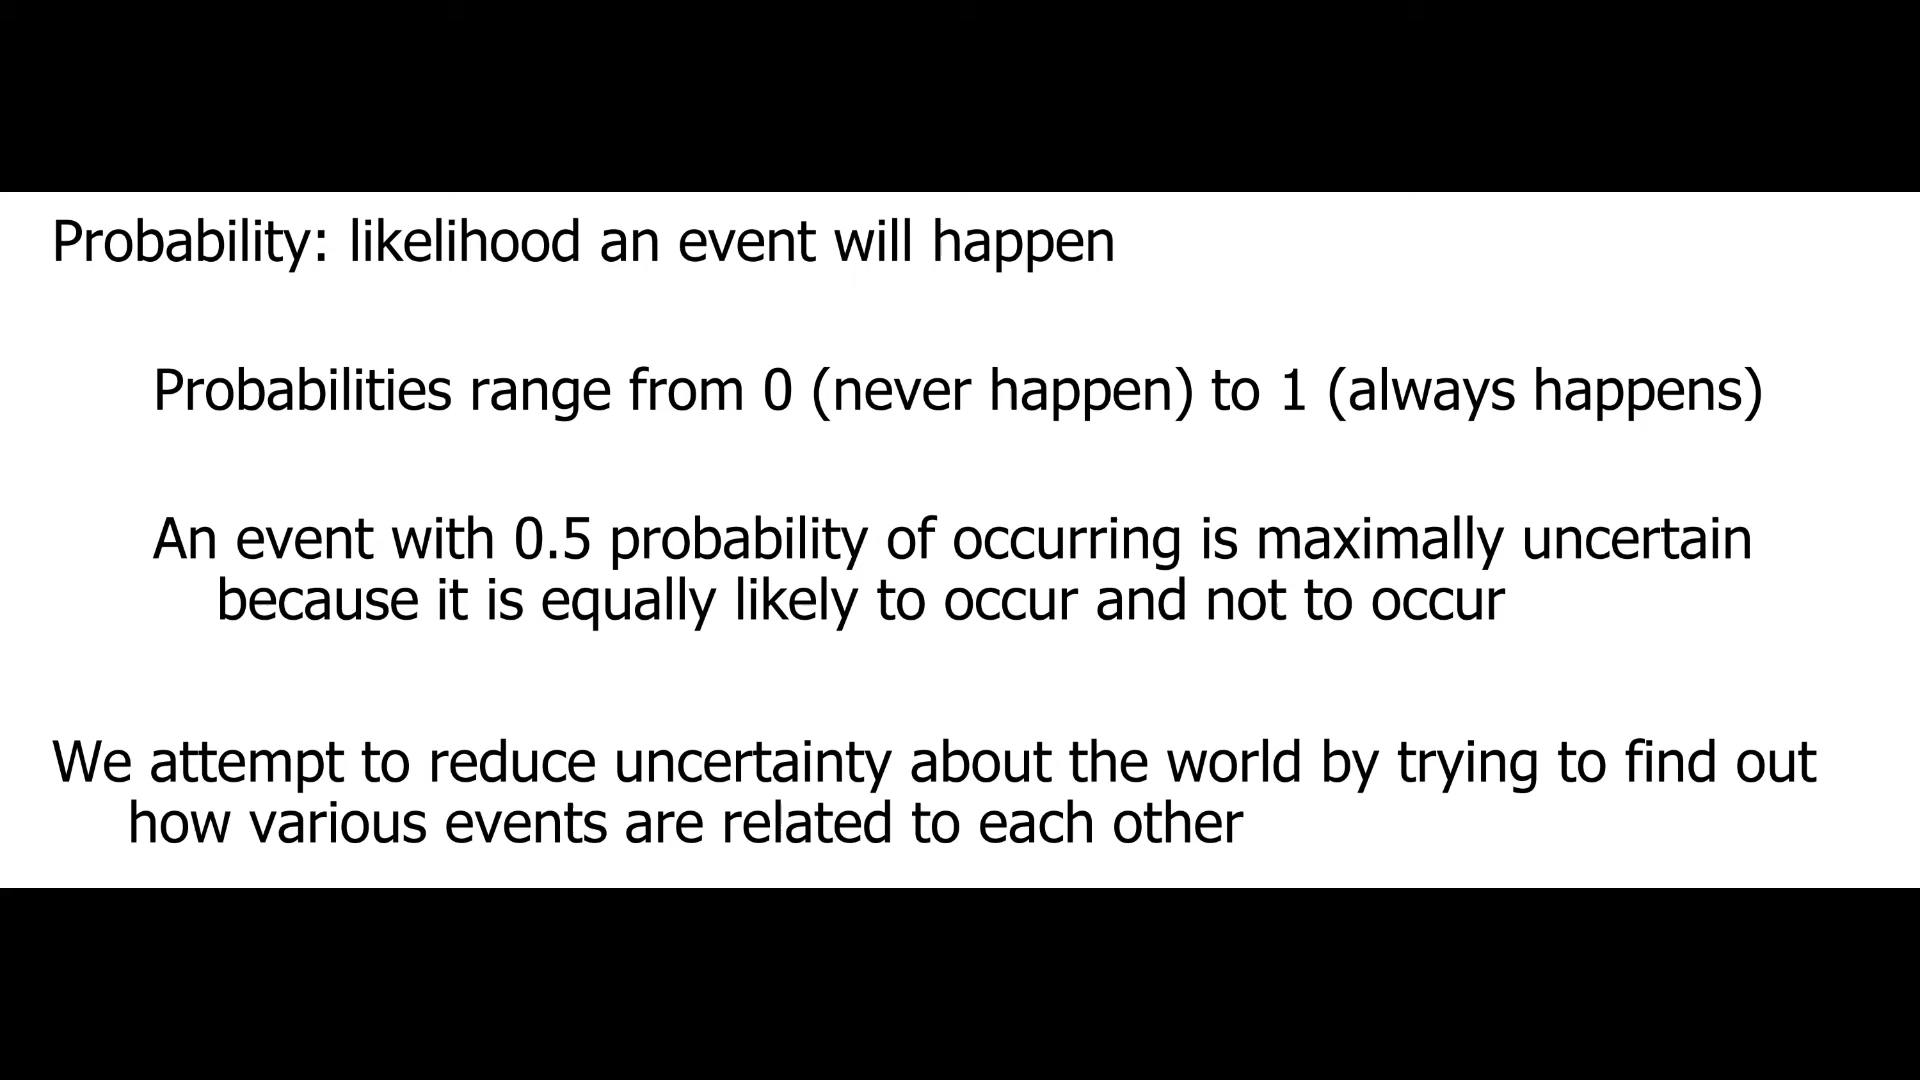 Probability: likelihood an event will happen
Probabilities range from 0 (never happen) to 1 (always happens)
An event with 0.5 probability of occurring is maximally uncertain
because it is equally likely to occur and not to occur
We attempt to reduce uncertainty about the world by trying to find out
how various events are related to each other